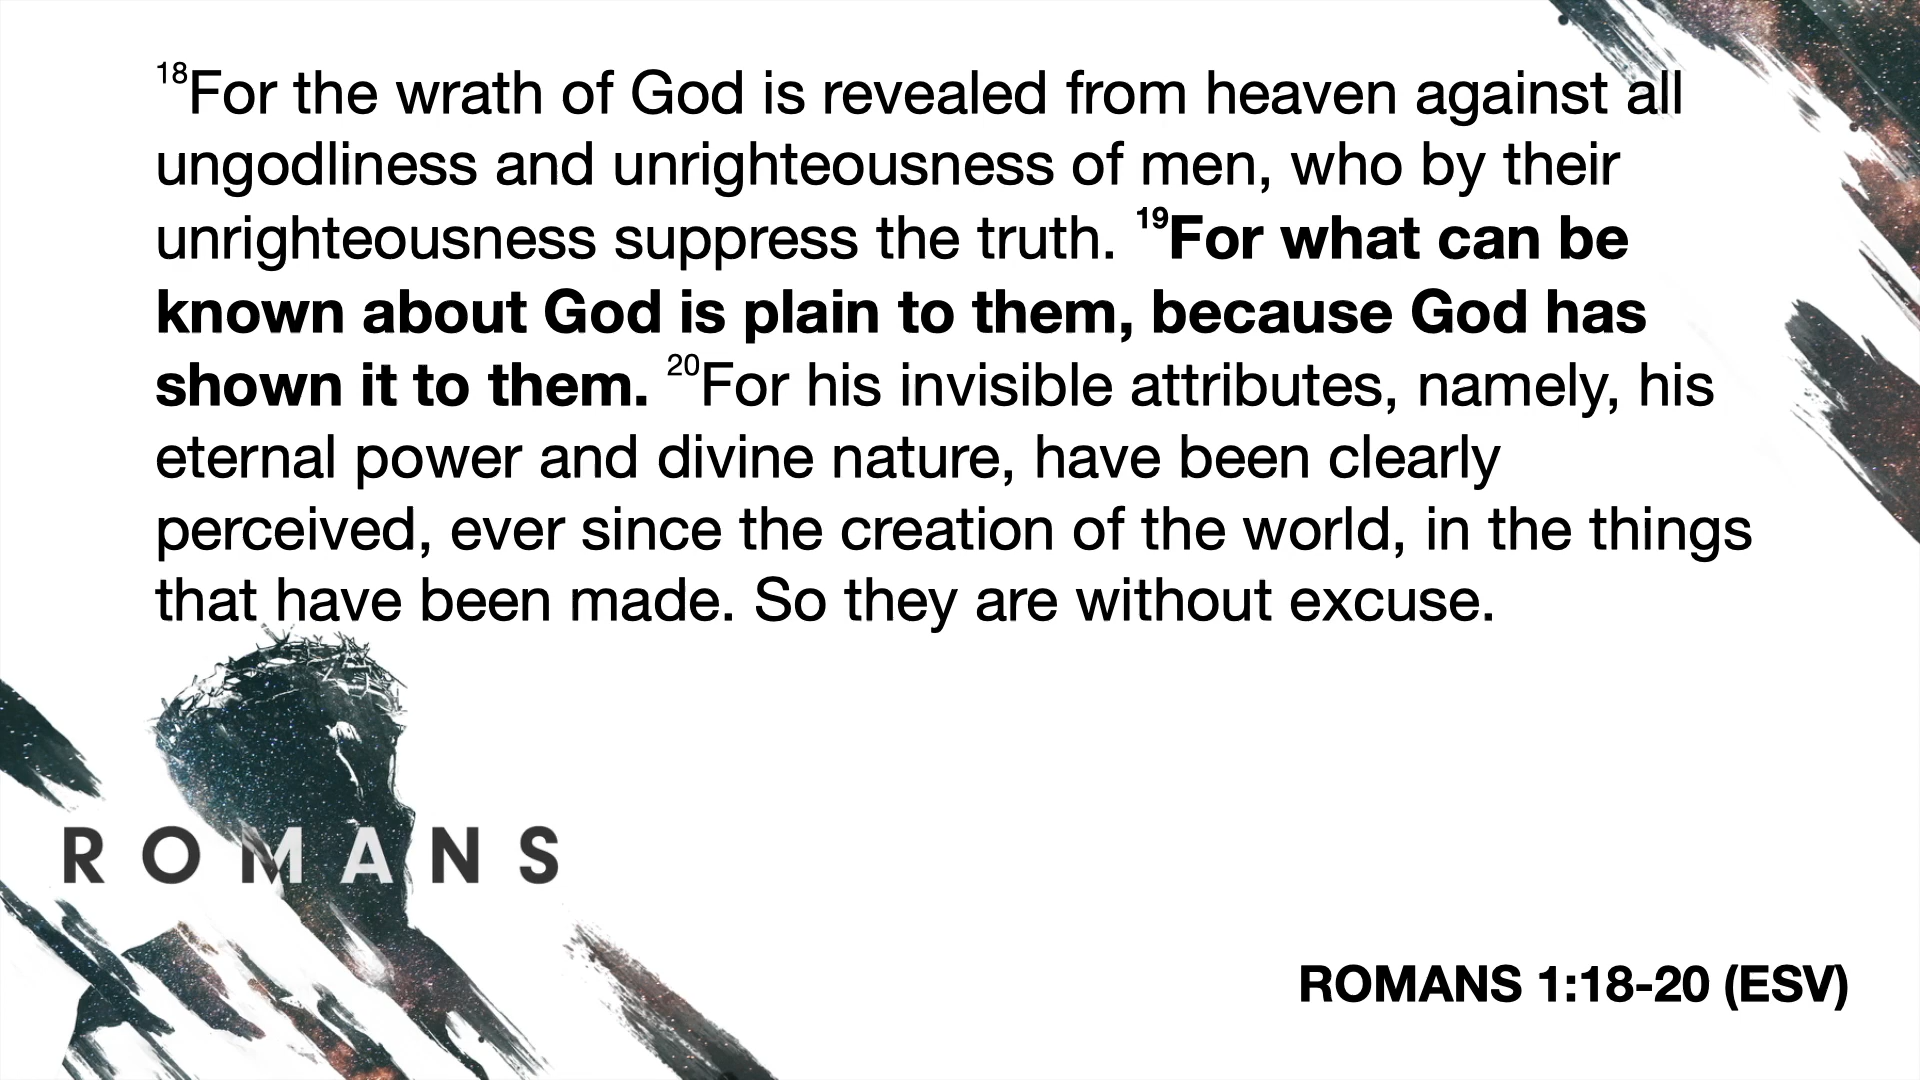 18For the wrath of God is revealed from heaven against all
ungodliness and unrighteousness of men, who by their
unrighteousness suppress the truth. 19For what can be
known about God is plain to them, because God has
shown it to them. 20For his invisible attributes, namely, his
eternal power and divine nature, have been clearly
perceived, ever since the creation of the world, in the things
that have been made. So they are without excuse.
ROMANS
ROMANS 1:18-20 (ESV)